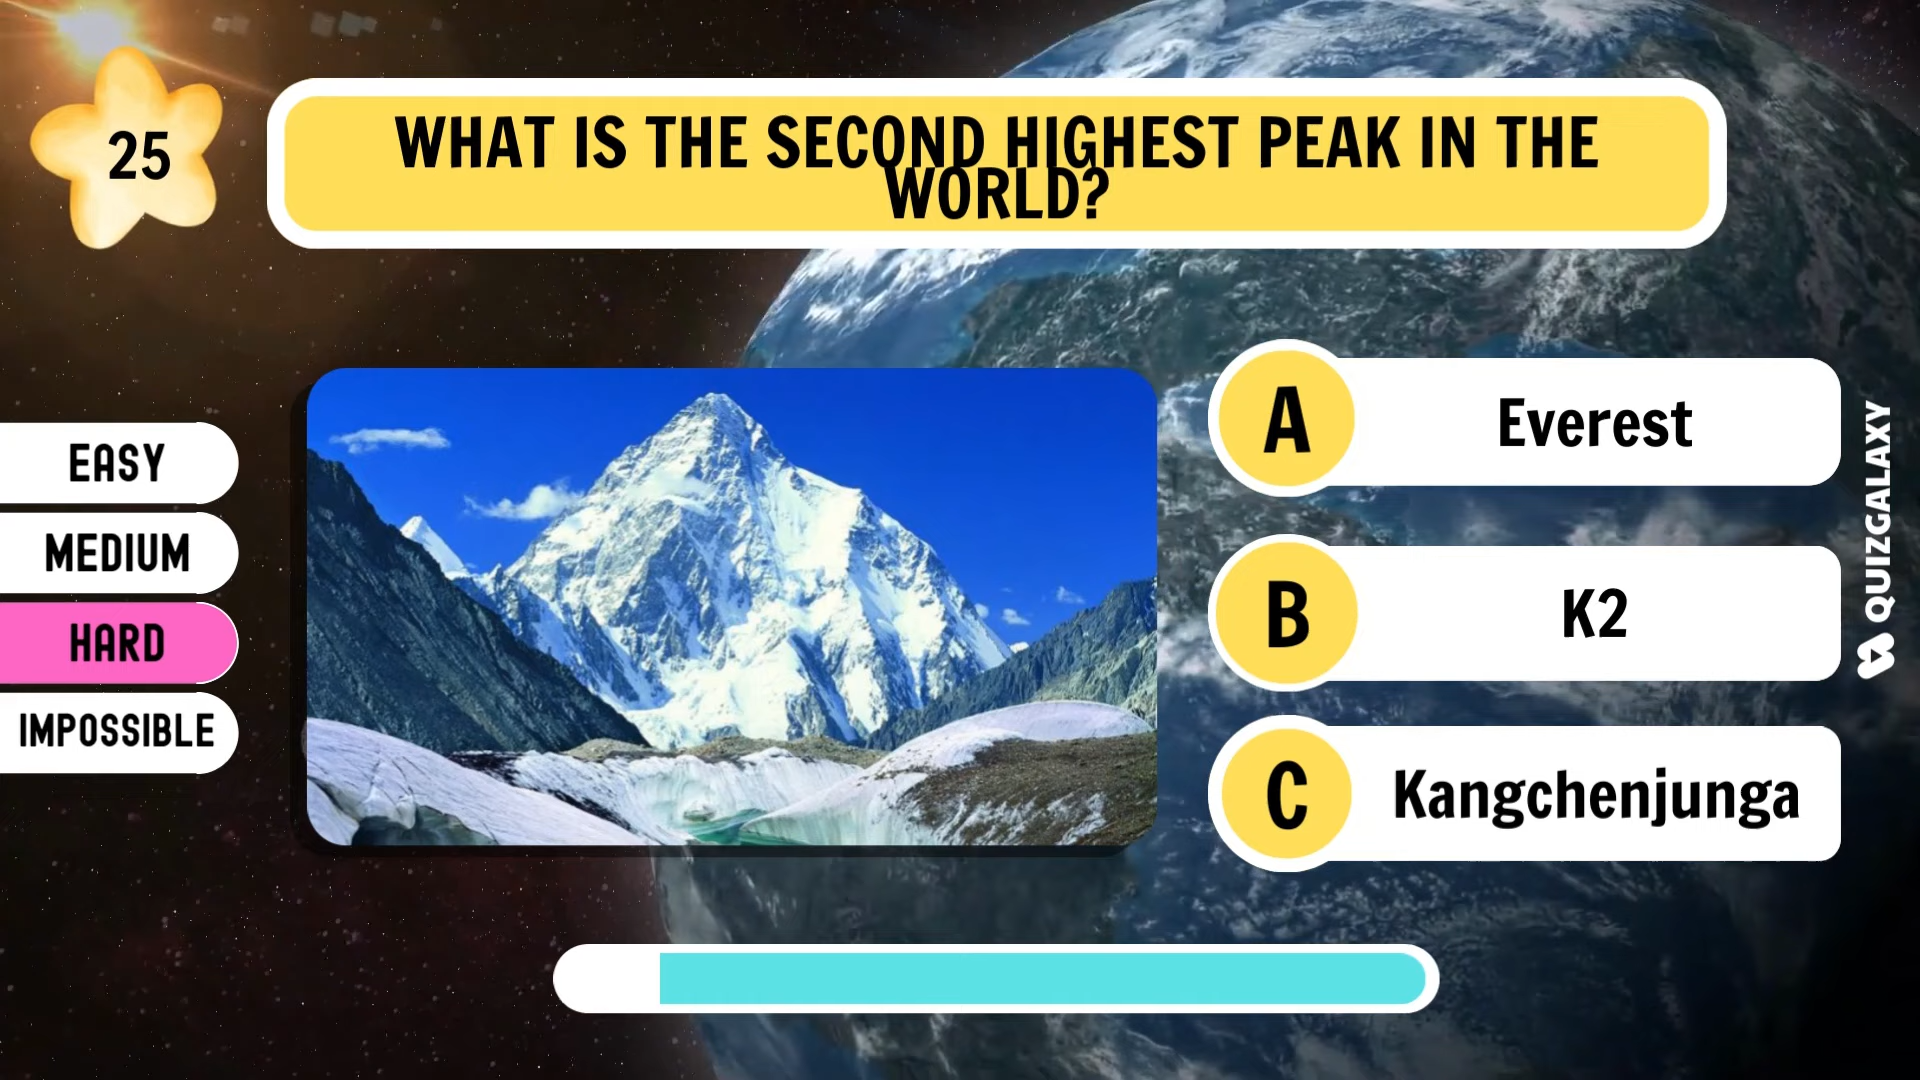 25
WHAT IS THE SECOND HIGHEST PEAK IN THE
WORLD?
EASY
MEDIUM
HARD
IMPOSSIBLE
A
Everest
B
K2
C
Kangchenjunga
QUIZGALAXY